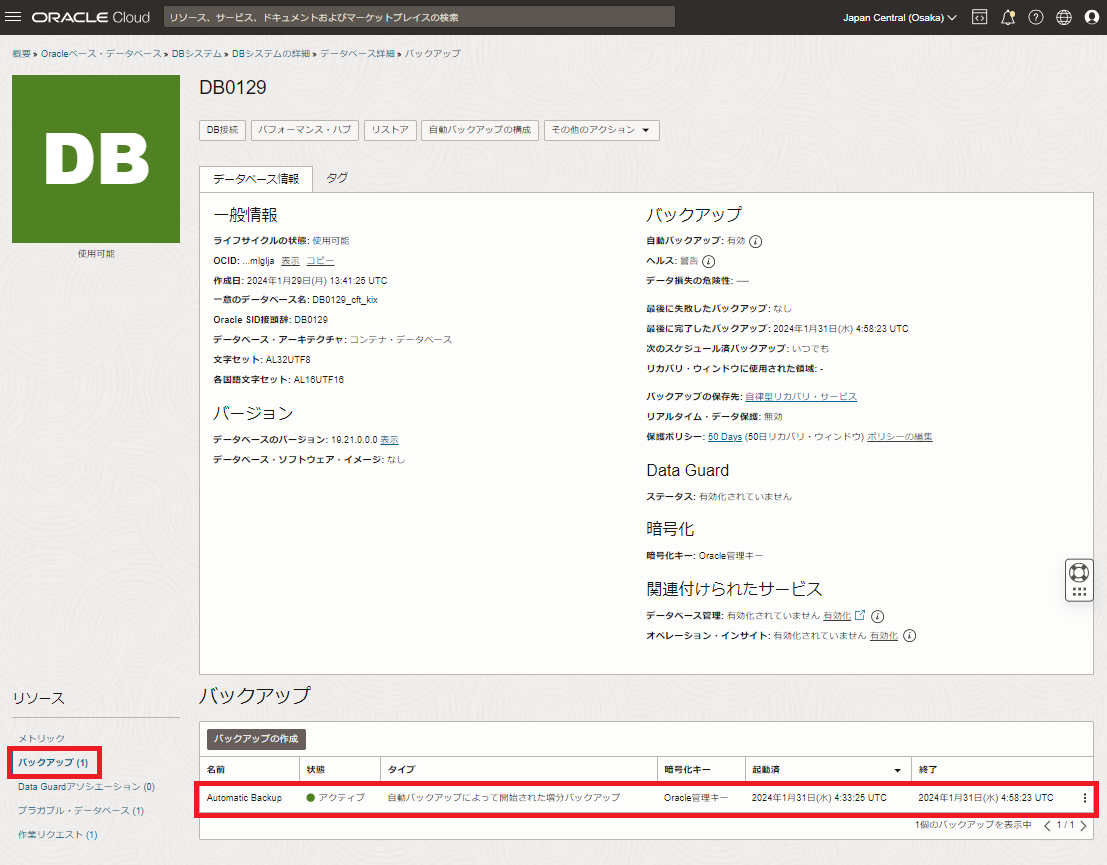 ORACLE Cloud
リソース、サービス、ドキュメントおよびマーケットプレイスの検索
Japan Central (Osaka)
概要 » Oracleベース・データベース » DBシステム » DBシステムの詳細 » データベース詳細 » バックアップ
DB
使用可能
DB0129
DB接続 パフォーマンス・ハブ リストア 自動バックアップの構成 その他のアクション
データベース情報 タグ
一般情報
ライフサイクルの状態: 使用可能
OCID: ...mlglja 表示 コピー
作成日: 2024年1月29日(月) 13:41:25 UTC
一意のデータベース名: DB0129_cft_kix
Oracle SID接頭辞: DB0129
データベース・アーキテクチャ: コンテナ・データベース
文字セット: AL32UTF8
各国語文字セット: AL16UTF16
バージョン
データベースのバージョン: 19.21.0.0.0 表示
データベース・ソフトウェア・イメージ: なし
バックアップ
自動バックアップ: 有効
ヘルス: 警告
データ損失の危険性: —
最後に失敗したバックアップ: なし
最後に完了したバックアップ: 2024年1月31日(水) 4:58:23 UTC
次のスケジュール済バックアップ: いつでも
リカバリ・ウィンドウに使用された領域: -
バックアップの保存先: 自律型リカバリ・サービス
リアルタイム・データ保護: 無効
保護ポリシー: 50 Days (50日リカバリ・ウィンドウ) ポリシーの編集
Data Guard
ステータス: 有効化されていません
暗号化
暗号化キー: Oracle管理キー
関連付けられたサービス
データベース管理: 有効化されていません 有効化
オペレーション・インサイト: 有効化されていません 有効化
リソース
メトリック
バックアップ (1)
Data Guardアソシエーション (0)
プラガブル・データベース (1)
作業リクエスト (1)
バックアップ
バックアップの作成
名前 状態 タイプ 暗号化キー 起動済 終了
Automatic Backup アクティブ 自動バックアップによって開始された増分バックアップ Oracle管理キー 2024年1月31日(水) 4:33:25 UTC 2024年1月31日(水) 4:58:23 UTC
1個のバックアップを表示中 1 / 1